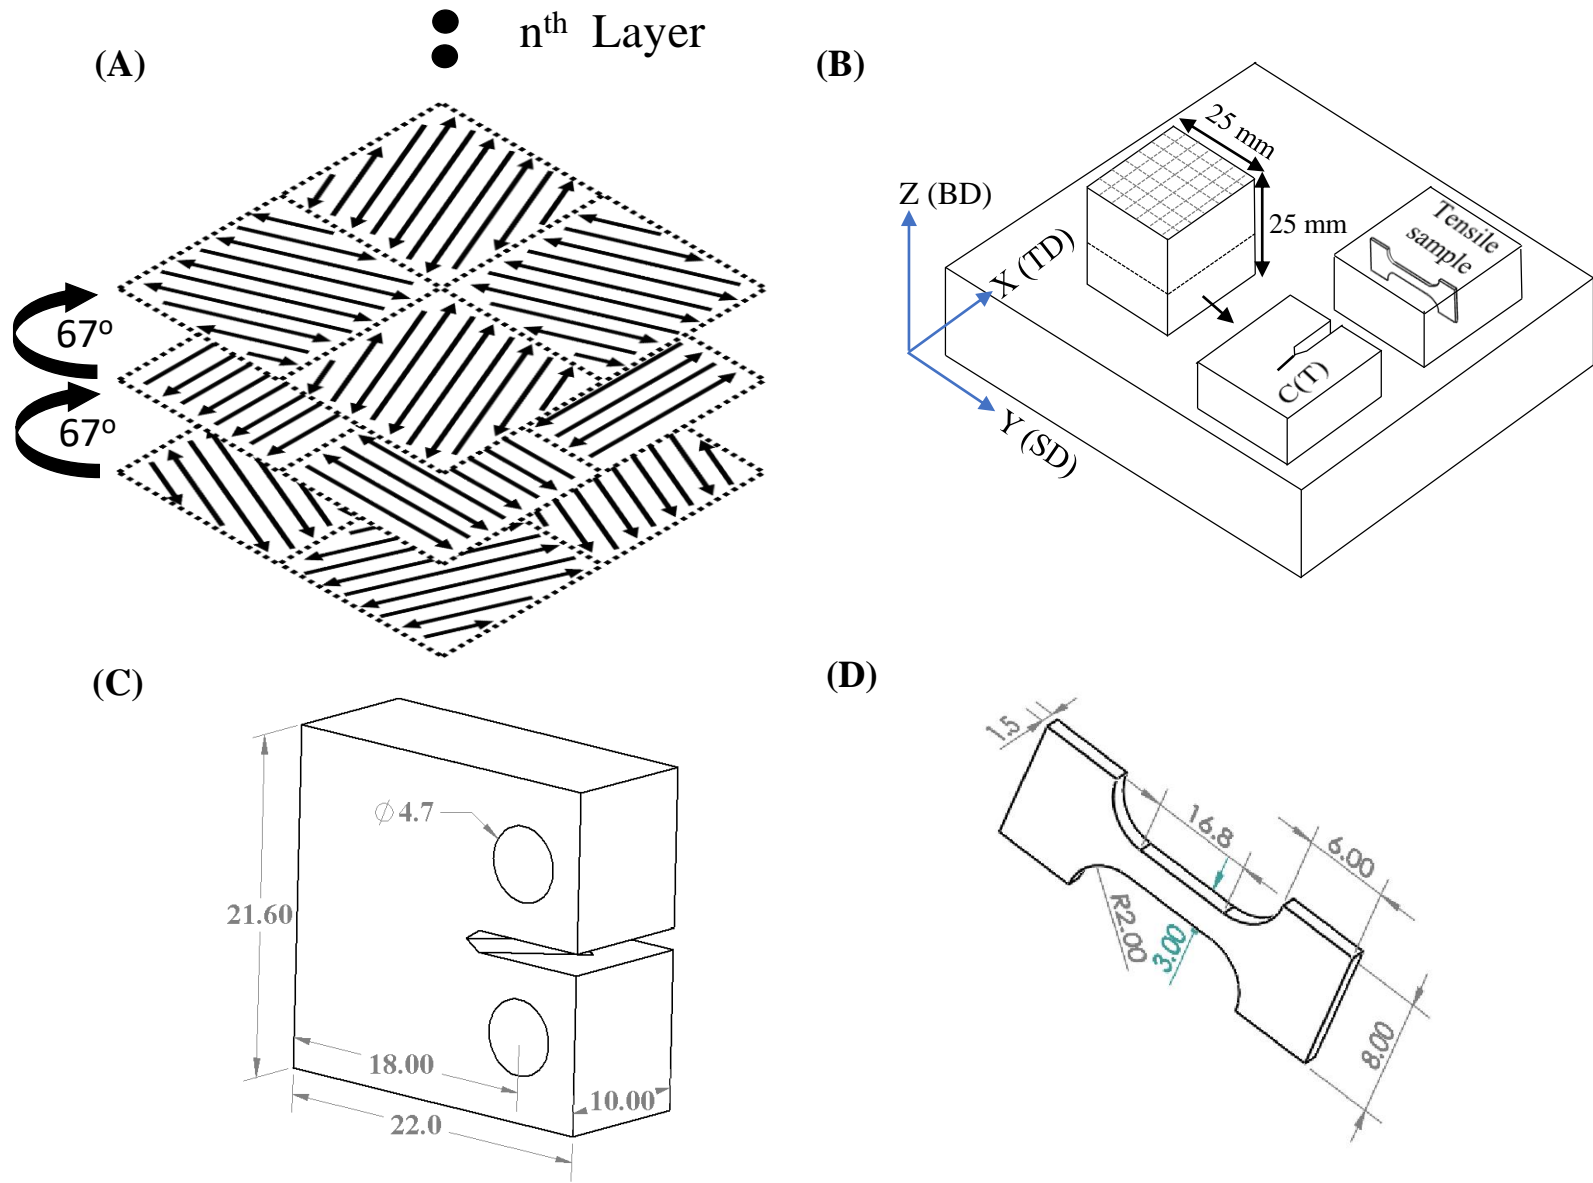 nth Layer
(A)
67o
67o
(B)
25 mm
25 mm
Z (BD)
X (TD)
Y (SD)
Tensile
sample
C(T)
(C)
∅ 4.7
21.60
18.00
22.0
10.00
(D)
1.5
16.8
6.00
R2.00
3.00
8.00